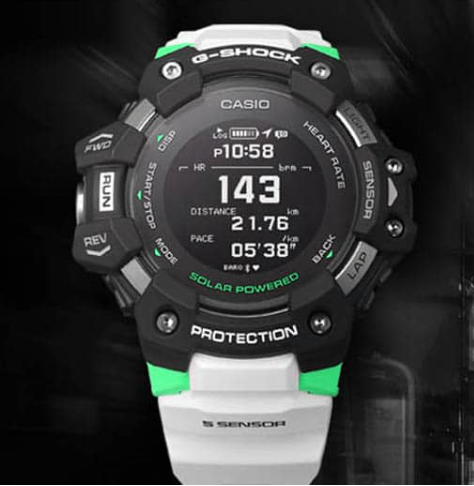 G-SHOCK
CASIO
LIGHT
FWD
DISP
HEART RATE
LOG
P10:58
HR bpm
143
RUN
START/STOP
SENSOR
DISTANCE km
21.76
PACE /km
05'38"
REV
MODE
BACK
LAP
BARO
SOLAR POWERED
PROTECTION
5 SENSOR